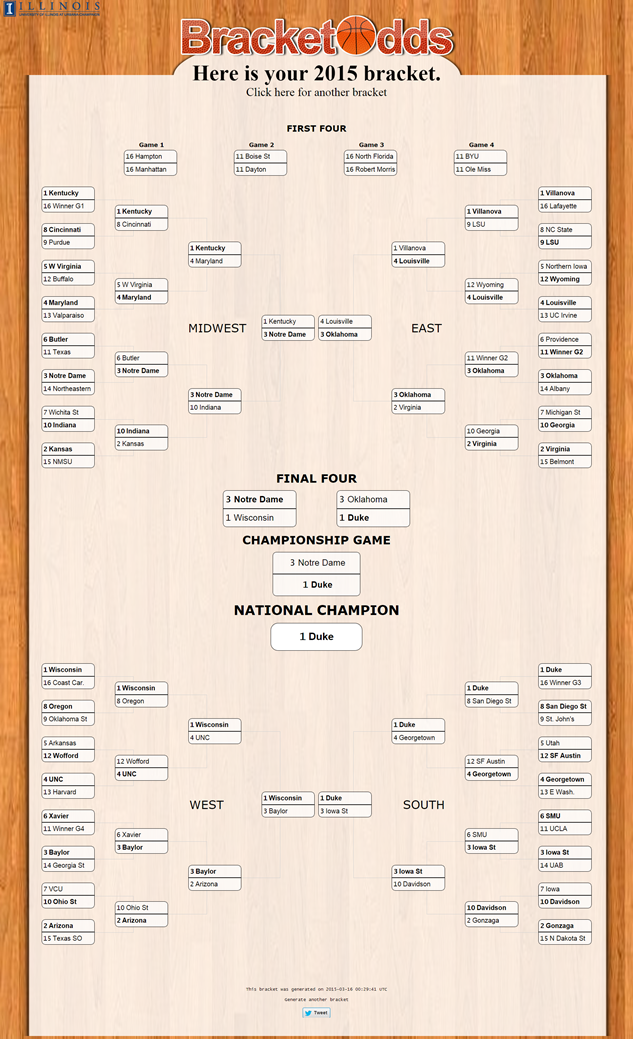 I ILLINOIS
UNIVERSITY OF ILLINOIS AT URBANA-CHAMPAIGN
BracketOdds
Here is your 2015 bracket.
Click here for another bracket
FIRST FOUR
Game 1
16 Hampton
16 Manhattan
Game 2
11 Boise St
11 Dayton
Game 3
16 North Florida
16 Robert Morris
Game 4
11 BYU
11 Ole Miss
1 Kentucky
16 Winner G1
8 Cincinnati
9 Purdue
5 W Virginia
12 Buffalo
4 Maryland
13 Valparaiso
6 Butler
11 Texas
3 Notre Dame
14 Northeastern
7 Wichita St
10 Indiana
2 Kansas
15 NMSU
1 Kentucky
8 Cincinnati
5 W Virginia
4 Maryland
6 Butler
3 Notre Dame
10 Indiana
2 Kansas
1 Kentucky
4 Maryland
3 Notre Dame
10 Indiana
MIDWEST
1 Kentucky
3 Notre Dame
4 Louisville
3 Oklahoma
EAST
1 Villanova
4 Louisville
3 Oklahoma
2 Virginia
1 Villanova
9 LSU
12 Wyoming
4 Louisville
11 Winner G2
3 Oklahoma
10 Georgia
2 Virginia
1 Villanova
16 Lafayette
8 NC State
9 LSU
5 Northern Iowa
12 Wyoming
4 Louisville
13 UC Irvine
6 Providence
11 Winner G2
3 Oklahoma
14 Albany
7 Michigan St
10 Georgia
2 Virginia
15 Belmont
FINAL FOUR
3 Notre Dame
1 Wisconsin
3 Oklahoma
1 Duke
CHAMPIONSHIP GAME
3 Notre Dame
1 Duke
NATIONAL CHAMPION
1 Duke
1 Wisconsin
16 Coast Car.
8 Oregon
9 Oklahoma St
5 Arkansas
12 Wofford
4 UNC
13 Harvard
6 Xavier
11 Winner G4
3 Baylor
14 Georgia St
7 VCU
10 Ohio St
2 Arizona
15 Texas SO
1 Wisconsin
8 Oregon
12 Wofford
4 UNC
6 Xavier
3 Baylor
10 Ohio St
2 Arizona
1 Wisconsin
4 UNC
3 Baylor
2 Arizona
WEST
1 Wisconsin
3 Baylor
1 Duke
3 Iowa St
SOUTH
1 Duke
4 Georgetown
3 Iowa St
10 Davidson
1 Duke
8 San Diego St
12 SF Austin
4 Georgetown
6 SMU
3 Iowa St
10 Davidson
2 Gonzaga
1 Duke
16 Winner G3
8 San Diego St
9 St. John's
5 Utah
12 SF Austin
4 Georgetown
13 E Wash.
6 SMU
11 UCLA
3 Iowa St
14 UAB
7 Iowa
10 Davidson
2 Gonzaga
15 N Dakota St
This bracket was generated on 2015-03-16 00:29:41 UTC
Generate another bracket
Tweet